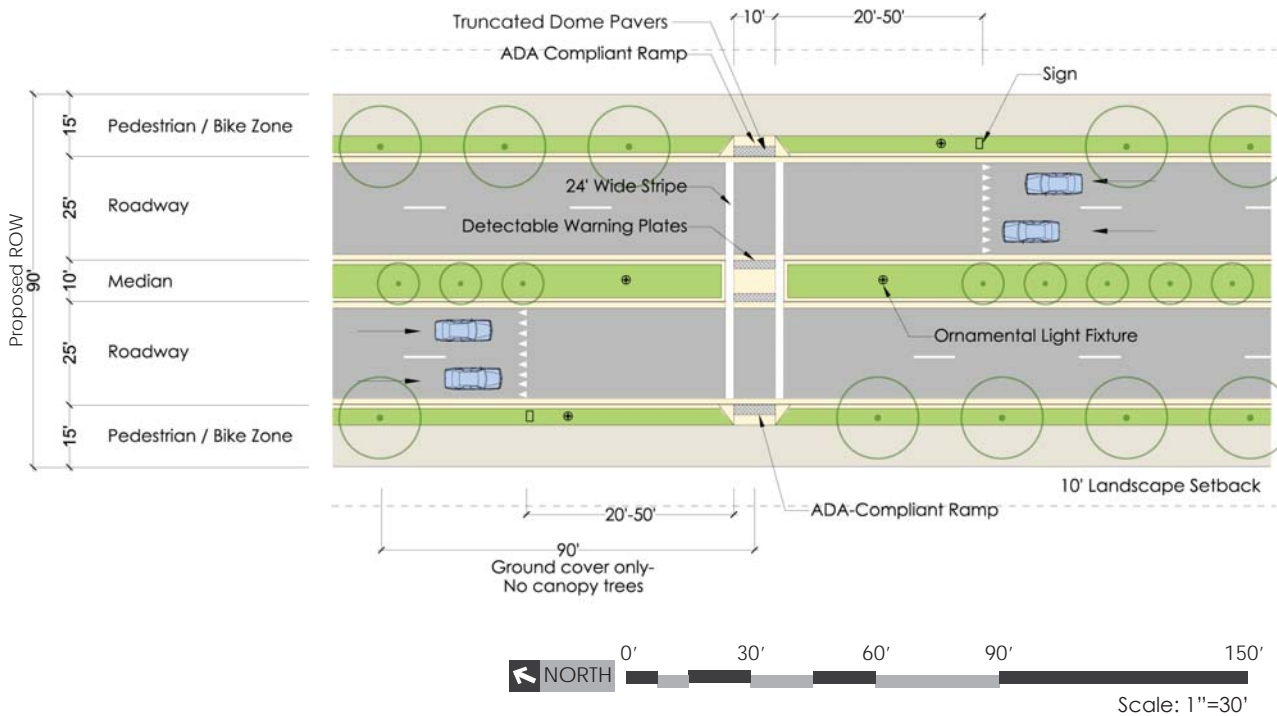 Truncated Dome Pavers
10'
20'-50'
ADA Compliant Ramp
Sign
Proposed ROW
90'
15'
Pedestrian / Bike Zone
25'
Roadway
10'
Median
25'
Roadway
15'
Pedestrian / Bike Zone
24' Wide Stripe
Detectable Warning Plates
Ornamental Light Fixture
10' Landscape Setback
20'-50'
ADA-Compliant Ramp
90'
Ground cover only-
No canopy trees
NORTH
0' 30' 60' 90' 150'
Scale: 1"=30'